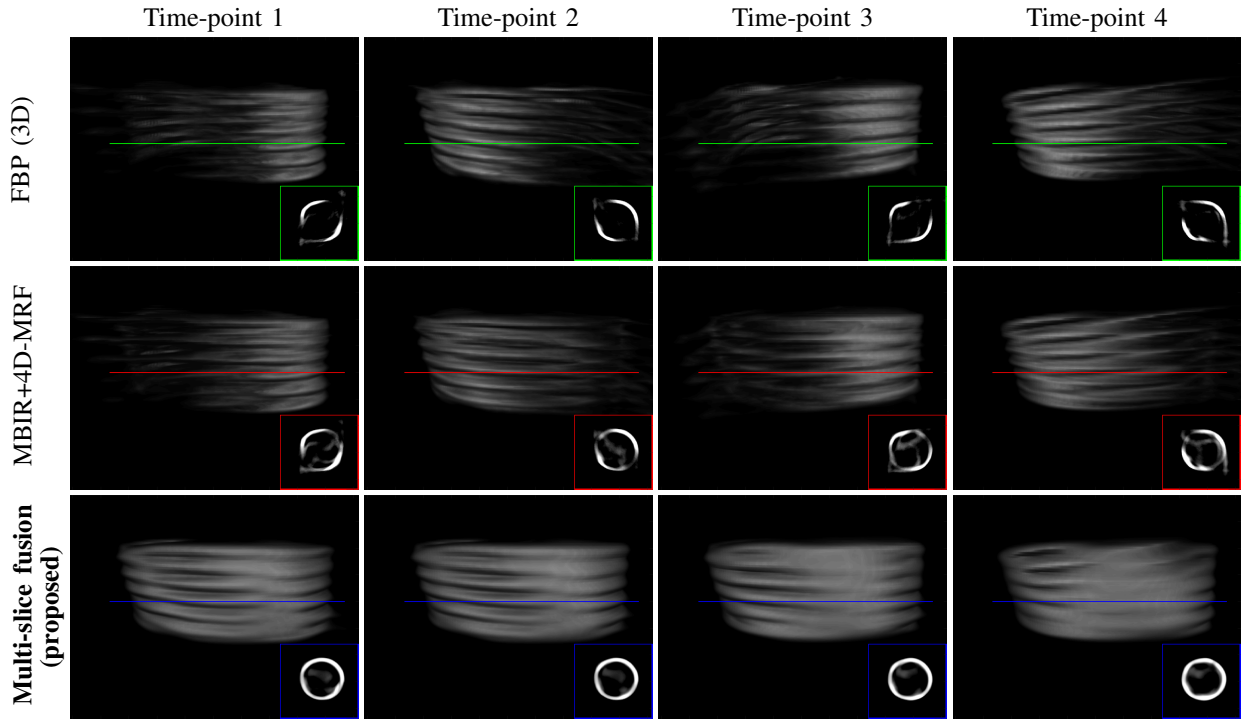 Time-point 1 Time-point 2 Time-point 3 Time-point 4
FBP (3D)
MBIR+4D-MRF
Multi-slice fusion
(proposed)